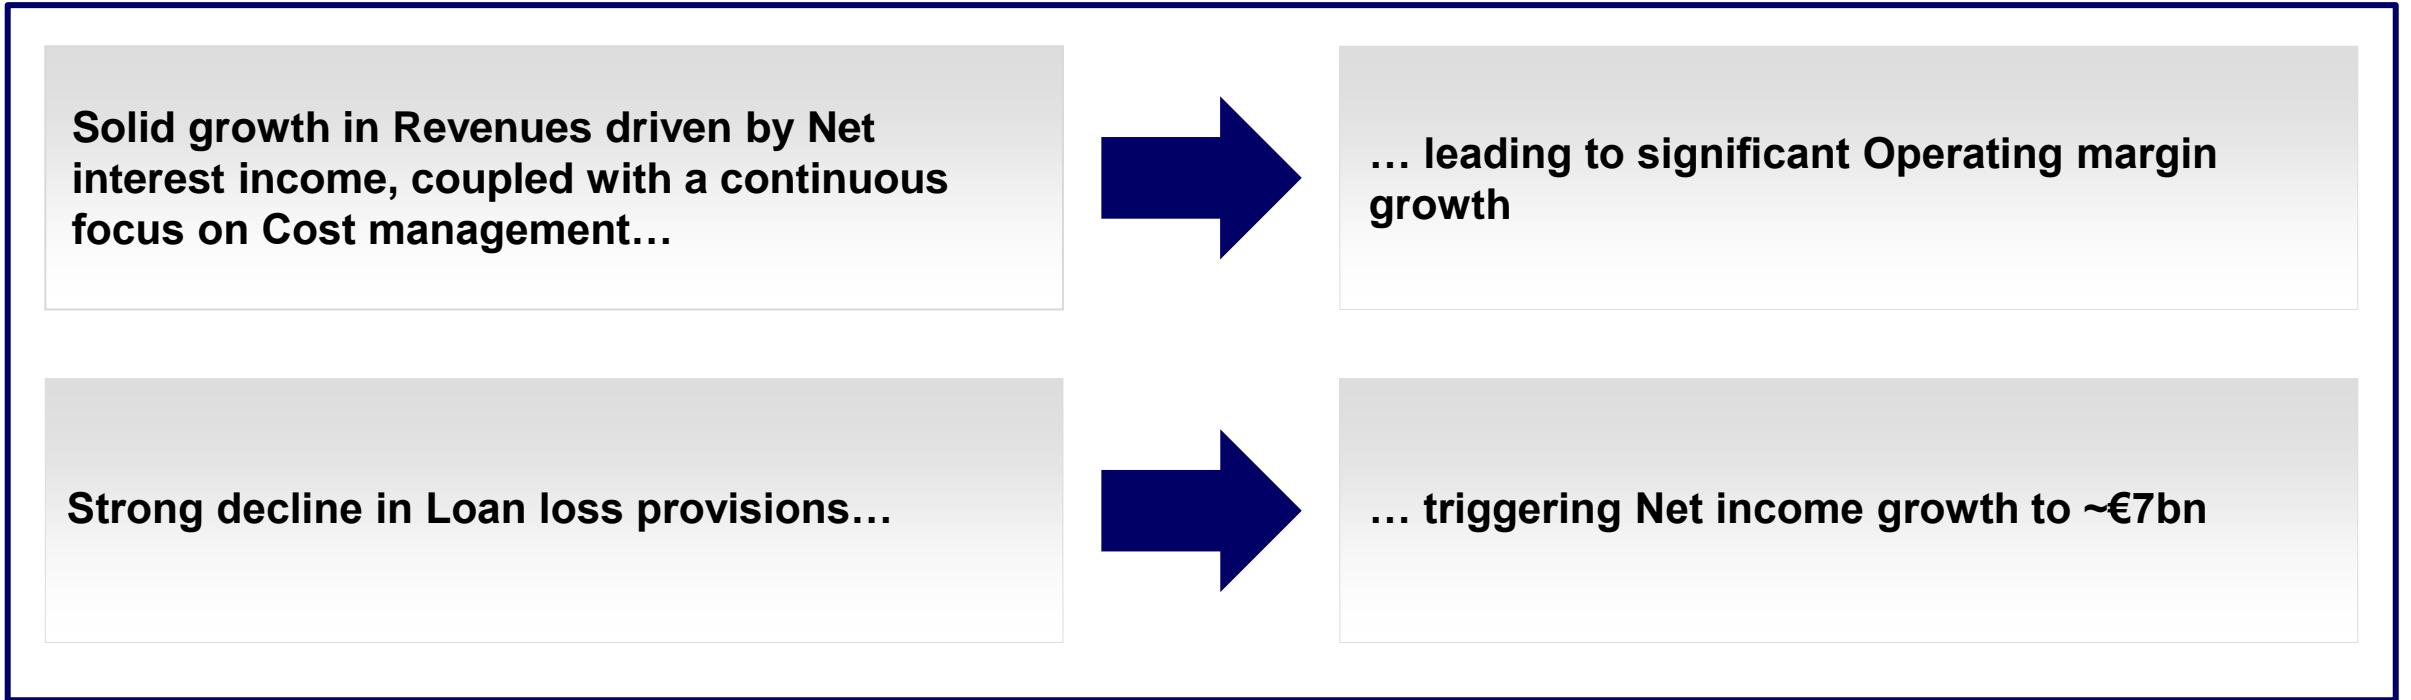 Solid growth in Revenues driven by Net
interest income, coupled with a continuous
focus on Cost management…
… leading to significant Operating margin
growth
Strong decline in Loan loss provisions…
… triggering Net income growth to ~€7bn